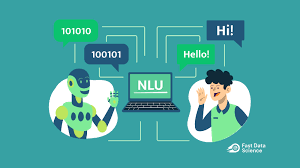 101010
Hi!
100101
Hello!
NLU
Fast Data
Science